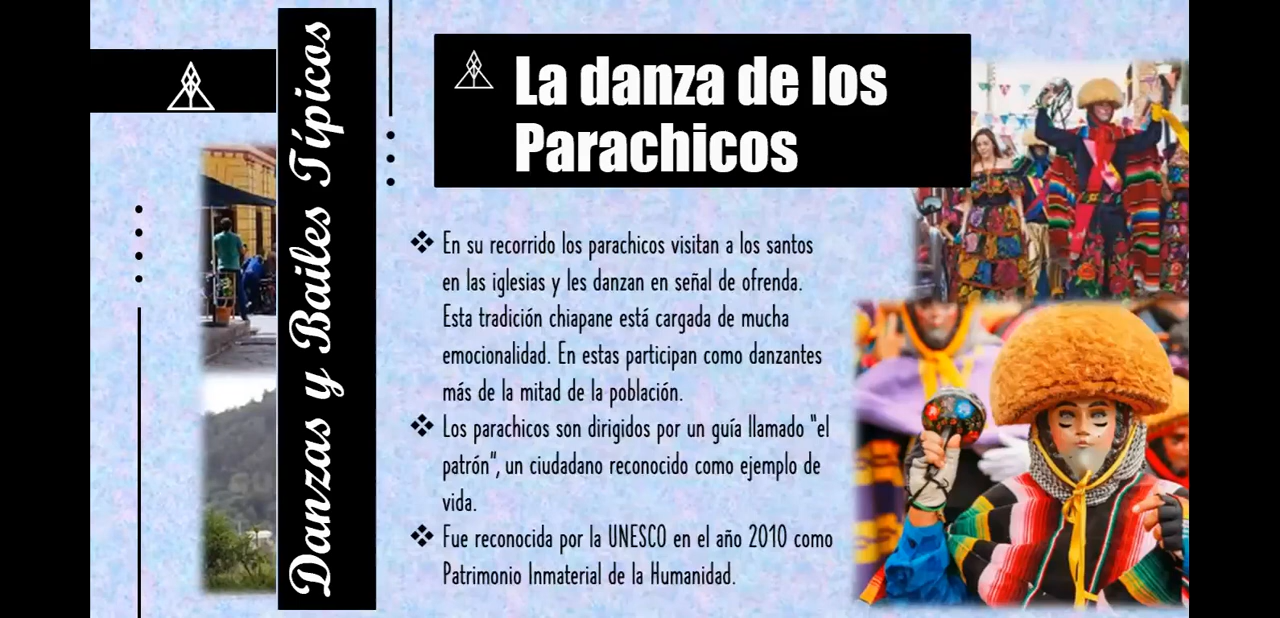 Danzas y Bailes Típicos
La danza de los
Parachicos
En su recorrido los parachicos visitan a los santos
en las iglesias y les danzan en señal de ofrenda.
Esta tradición chiapane está cargada de mucha
emocionalidad. En estas participan como danzantes
más de la mitad de la población.
Los parachicos son dirigidos por un guía llamado "el
patrón", un ciudadano reconocido como ejemplo de
vida.
Fue reconocida por la UNESCO en el año 2010 como
Patrimonio Inmaterial de la Humanidad.